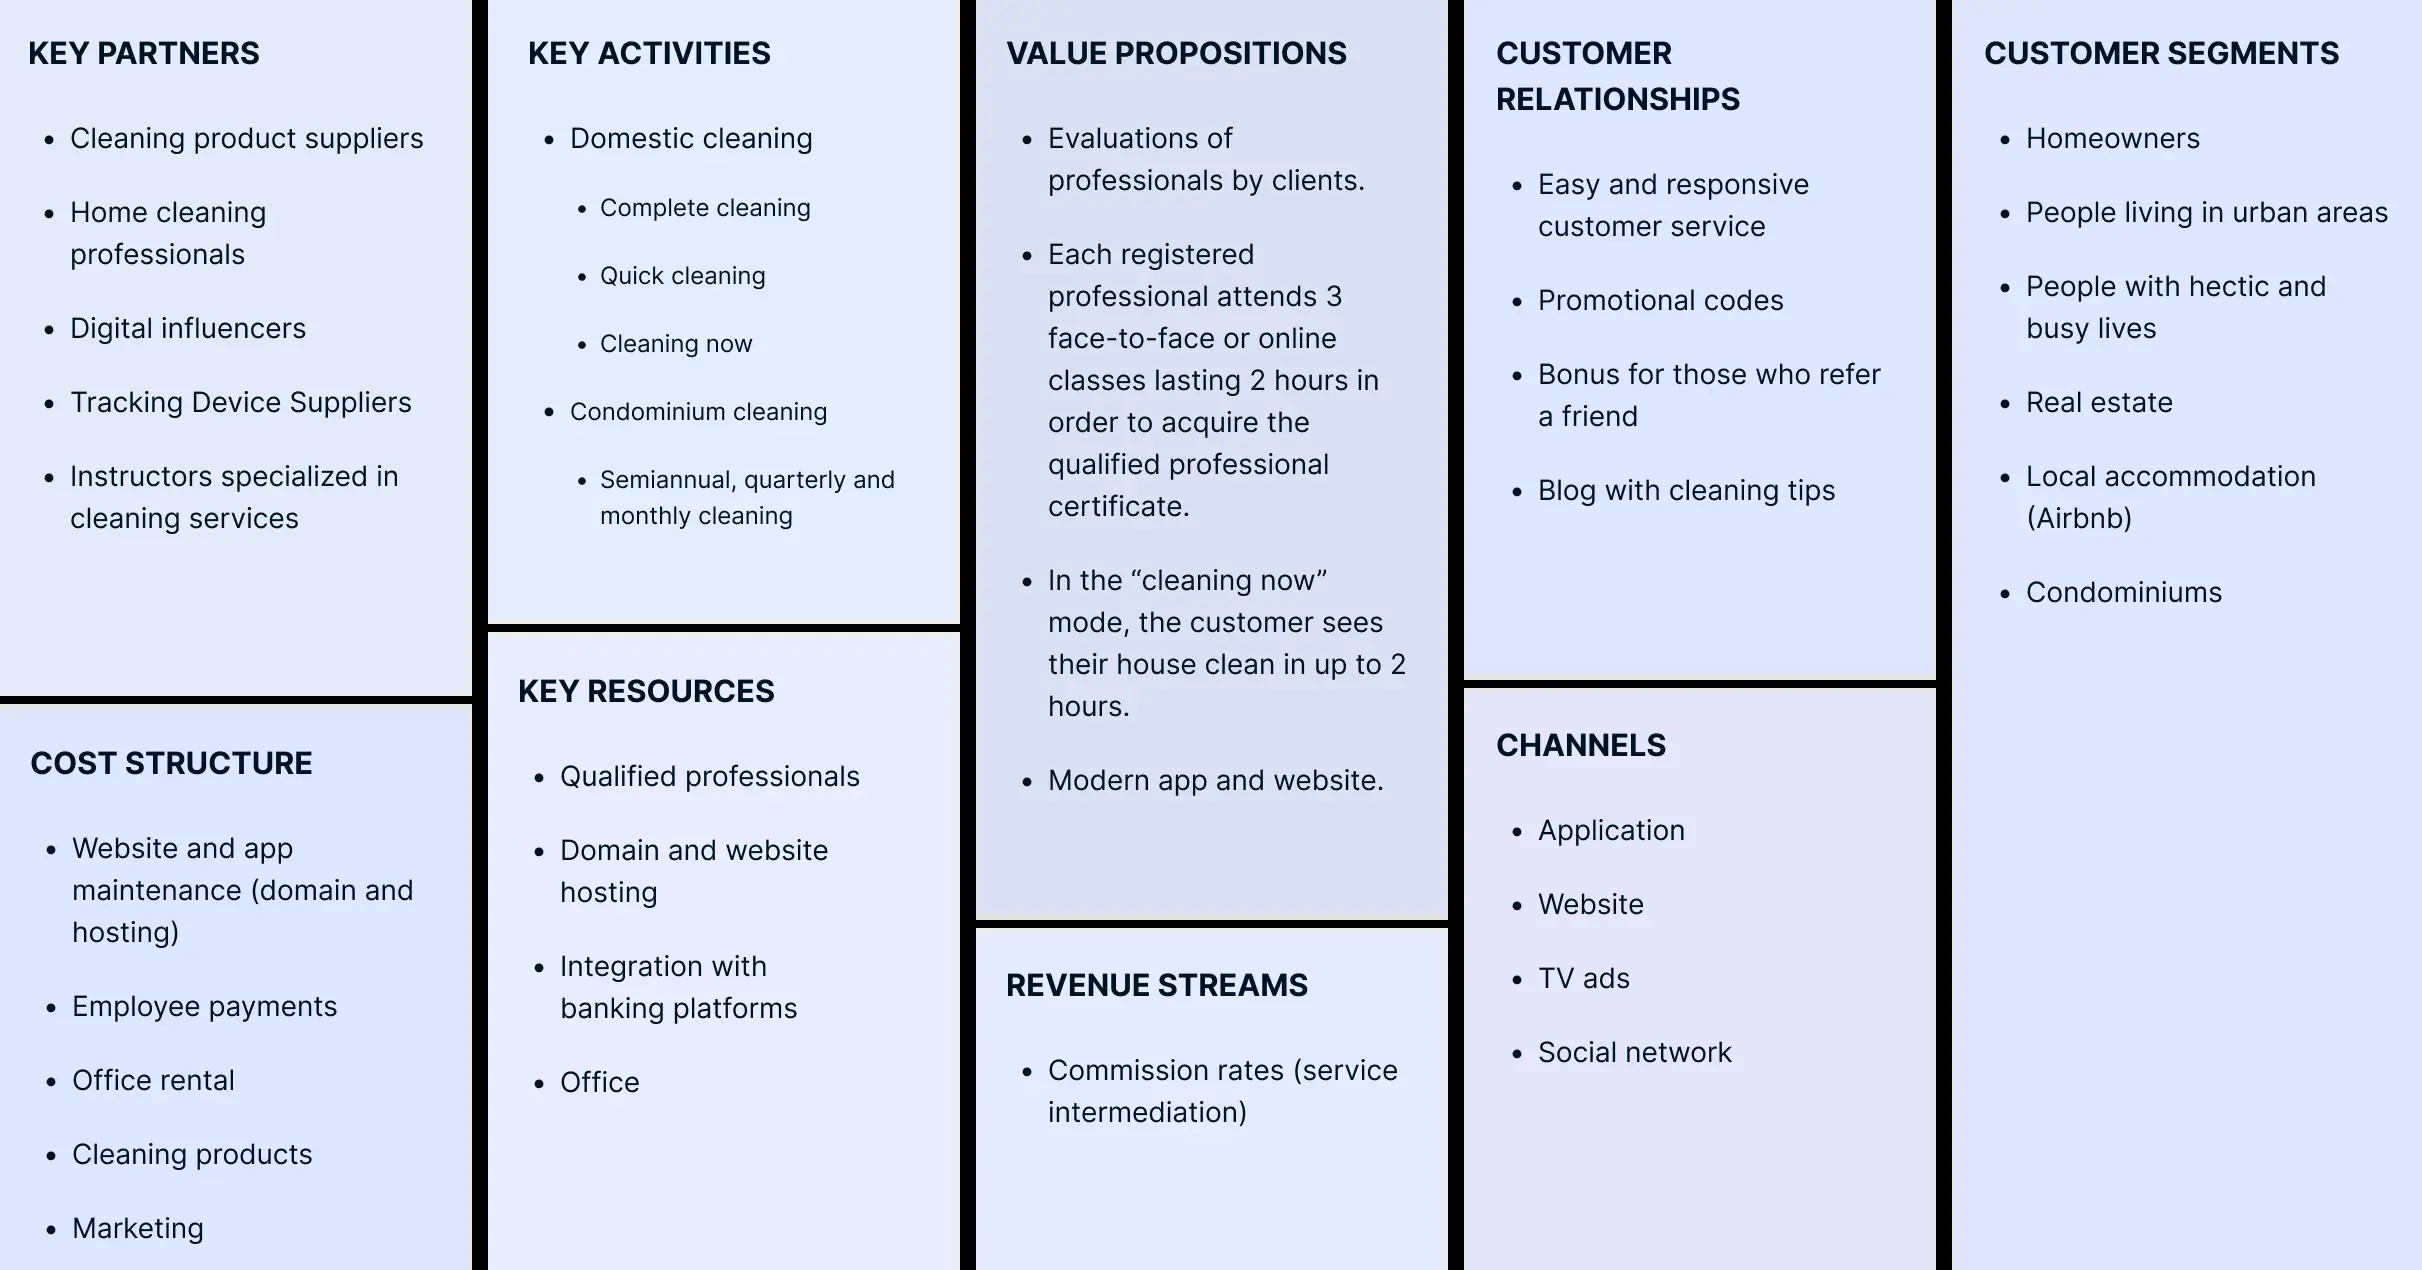 KEY PARTNERS
• Cleaning product suppliers
• Home cleaning
professionals
• Digital influencers
• Tracking Device Suppliers
• Instructors specialized in
cleaning services
COST STRUCTURE
• Website and app
maintenance (domain and
hosting)
• Employee payments
• Office rental
• Cleaning products
• Marketing
KEY ACTIVITIES
• Domestic cleaning
• Complete cleaning
• Quick cleaning
• Cleaning now
• Condominium cleaning
• Semiannual, quarterly and
monthly cleaning
KEY RESOURCES
• Qualified professionals
• Domain and website
hosting
• Integration with
banking platforms
• Office
VALUE PROPOSITIONS
• Evaluations of
professionals by clients.
• Each registered
professional attends 3
face-to-face or online
classes lasting 2 hours in
order to acquire the
qualified professional
certificate.
• In the “cleaning now”
mode, the customer sees
their house clean in up to 2
hours.
• Modern app and website.
REVENUE STREAMS
• Commission rates (service
intermediation)
CUSTOMER
RELATIONSHIPS
• Easy and responsive
customer service
• Promotional codes
• Bonus for those who refer
a friend
• Blog with cleaning tips
CHANNELS
• Application
• Website
• TV ads
• Social network
CUSTOMER SEGMENTS
• Homeowners
• People living in urban areas
• People with hectic and
busy lives
• Real estate
• Local accommodation
(Airbnb)
• Condominiums